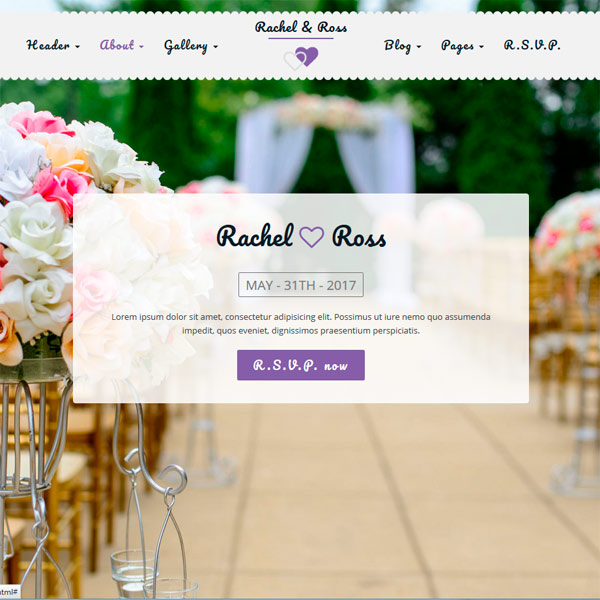 Rachel & Ross
Header About Gallery Blog Pages R.S.V.P.
Rachel Ross
MAY - 31TH - 2017
Lorem ipsum dolor sit amet, consectetur adipisicing elit. Possimus ut iure nemo quo assumenda
impedit, quos eveniet, dignissimos praesentium perspiciatis.
R.S.V.P. now
html#